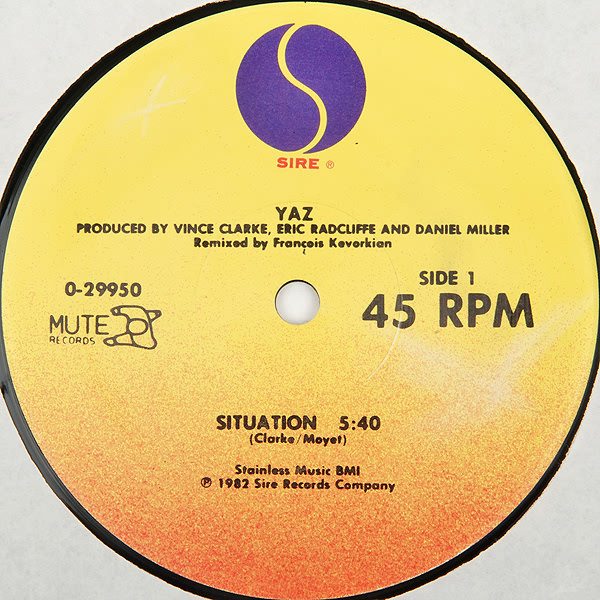 SIRE ®
YAZ
PRODUCED BY VINCE CLARKE, ERIC RADCLIFFE AND DANIEL MILLER
Remixed by François Kevorkian
0-29950
MUTE
RECORDS
SIDE 1
45 RPM
SITUATION 5:40
(Clarke/Moyet)
Stainless Music BMI
℗ 1982 Sire Records Company